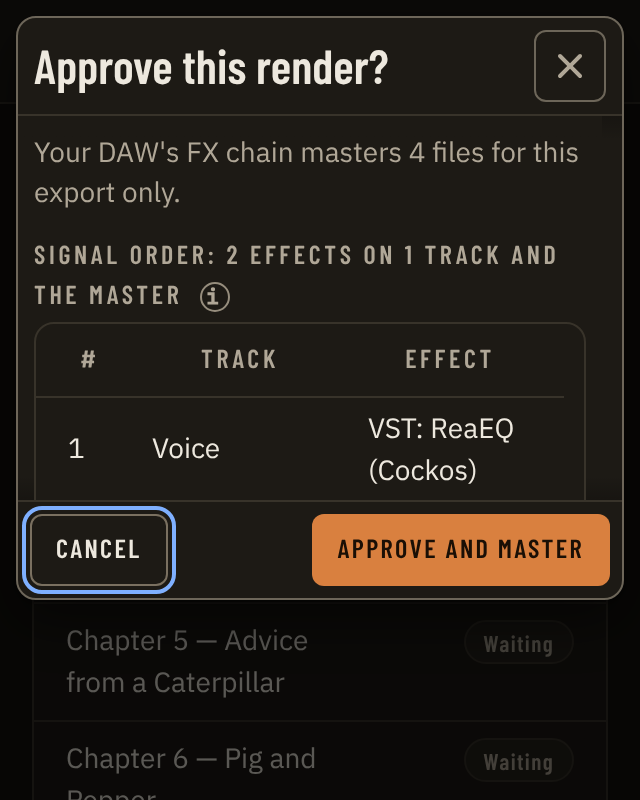 Approve this render?
Your DAW's FX chain masters 4 files for this
export only.
SIGNAL ORDER: 2 EFFECTS ON 1 TRACK AND
THE MASTER
# TRACK EFFECT
1 Voice VST: ReaEQ
(Cockos)
CANCEL APPROVE AND MASTER
Chapter 5 — Advice
from a Caterpillar
Waiting
Chapter 6 — Pig and
Pepper
Waiting